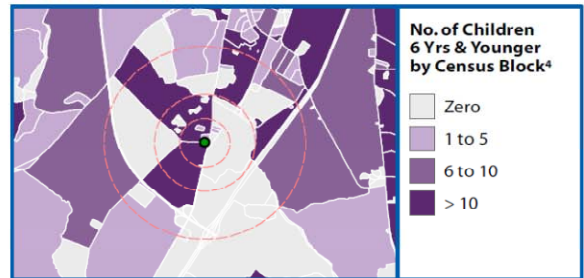 No. of Children
6 Yrs & Younger
by Census Block⁴
Zero
1 to 5
6 to 10
> 10